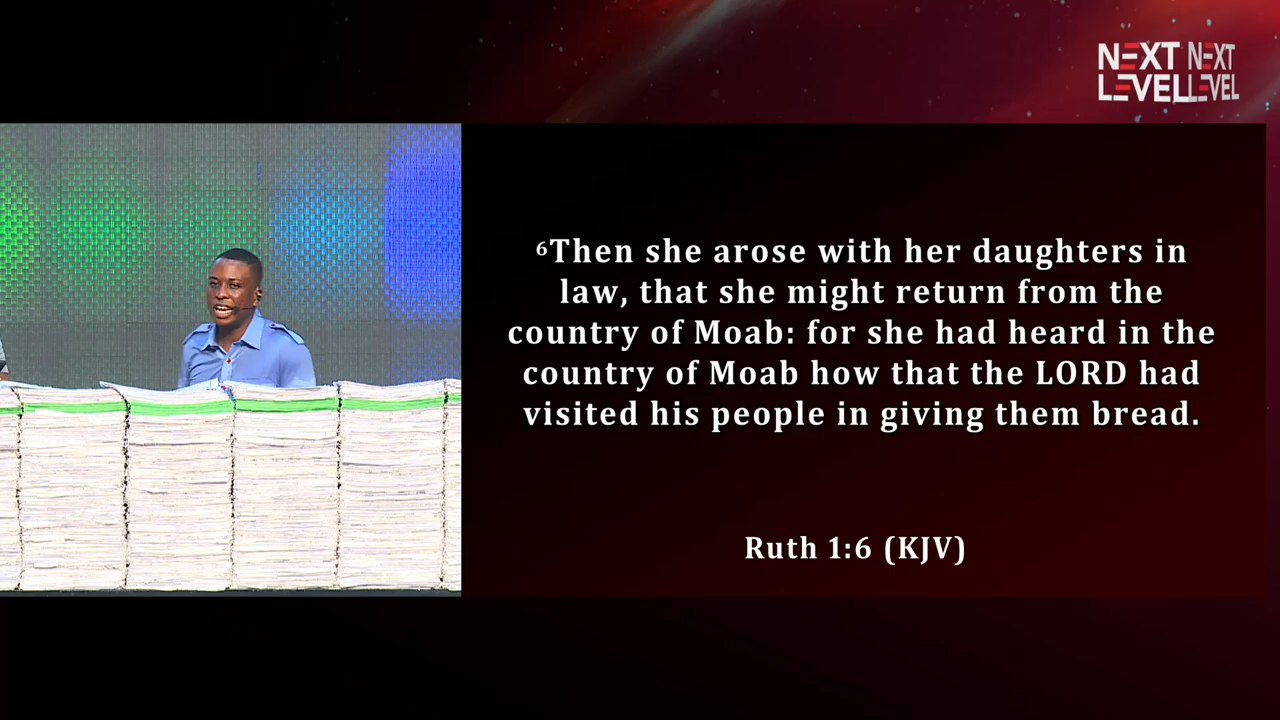 NEXT NEXT
LEVEL LEVEL
⁶Then she arose with her daughters in
law, that she might return from the
country of Moab: for she had heard in the
country of Moab how that the LORD had
visited his people in giving them bread.
Ruth 1:6 (KJV)